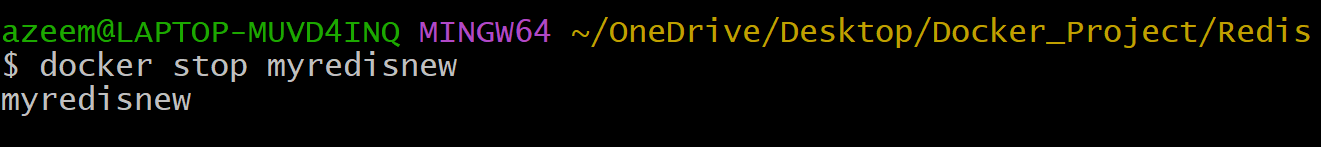 azeem@LAPTOP-MUVD4INQ MINGW64 ~/OneDrive/Desktop/Docker_Project/Redis
$ docker stop myredisnew
myredisnew